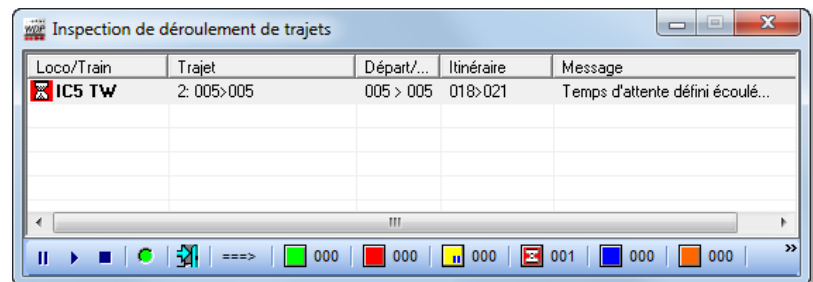 WDP Inspection de déroulement de trajets
Loco/Train Trajet Départ/... Itinéraire Message
IC5 TW 2: 005>005 005 > 005 018>021 Temps d'attente défini écoulé...
===> 000 000 000 001 000 000 »